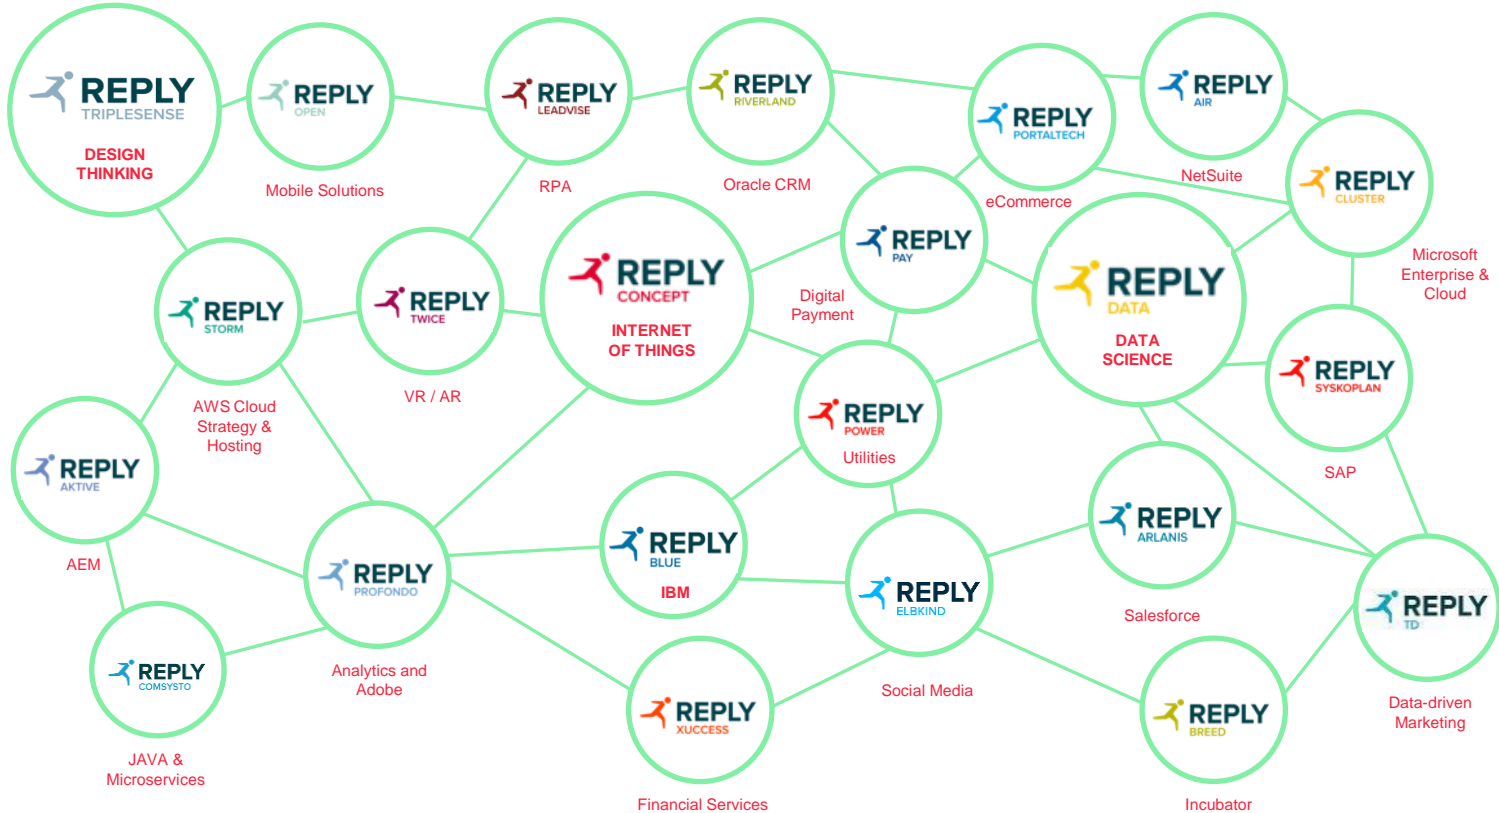 REPLY
TRIPLESENSE
DESIGN
THINKING
REPLY
OPEN
Mobile Solutions
REPLY
LEADVISE
RPA
REPLY
RIVERLAND
Oracle CRM
REPLY
PORTALTECH
eCommerce
REPLY
AIR
NetSuite
REPLY
CLUSTER
Microsoft
Enterprise &
Cloud
REPLY
STORM
AWS Cloud
Strategy &
Hosting
REPLY
TWICE
VR / AR
REPLY
CONCEPT
INTERNET
OF THINGS
REPLY
PAY
Digital
Payment
REPLY
DATA
DATA
SCIENCE
REPLY
SYSKOPLAN
SAP
REPLY
AKTIVE
AEM
REPLY
POWER
Utilities
REPLY
PROFONDO
Analytics and
Adobe
REPLY
BLUE
IBM
REPLY
ELBKIND
Social Media
REPLY
ARLANIS
Salesforce
REPLY
TD
Data-driven
Marketing
REPLY
COMSYSTO
JAVA &
Microservices
REPLY
XUCCESS
Financial Services
REPLY
BREED
Incubator